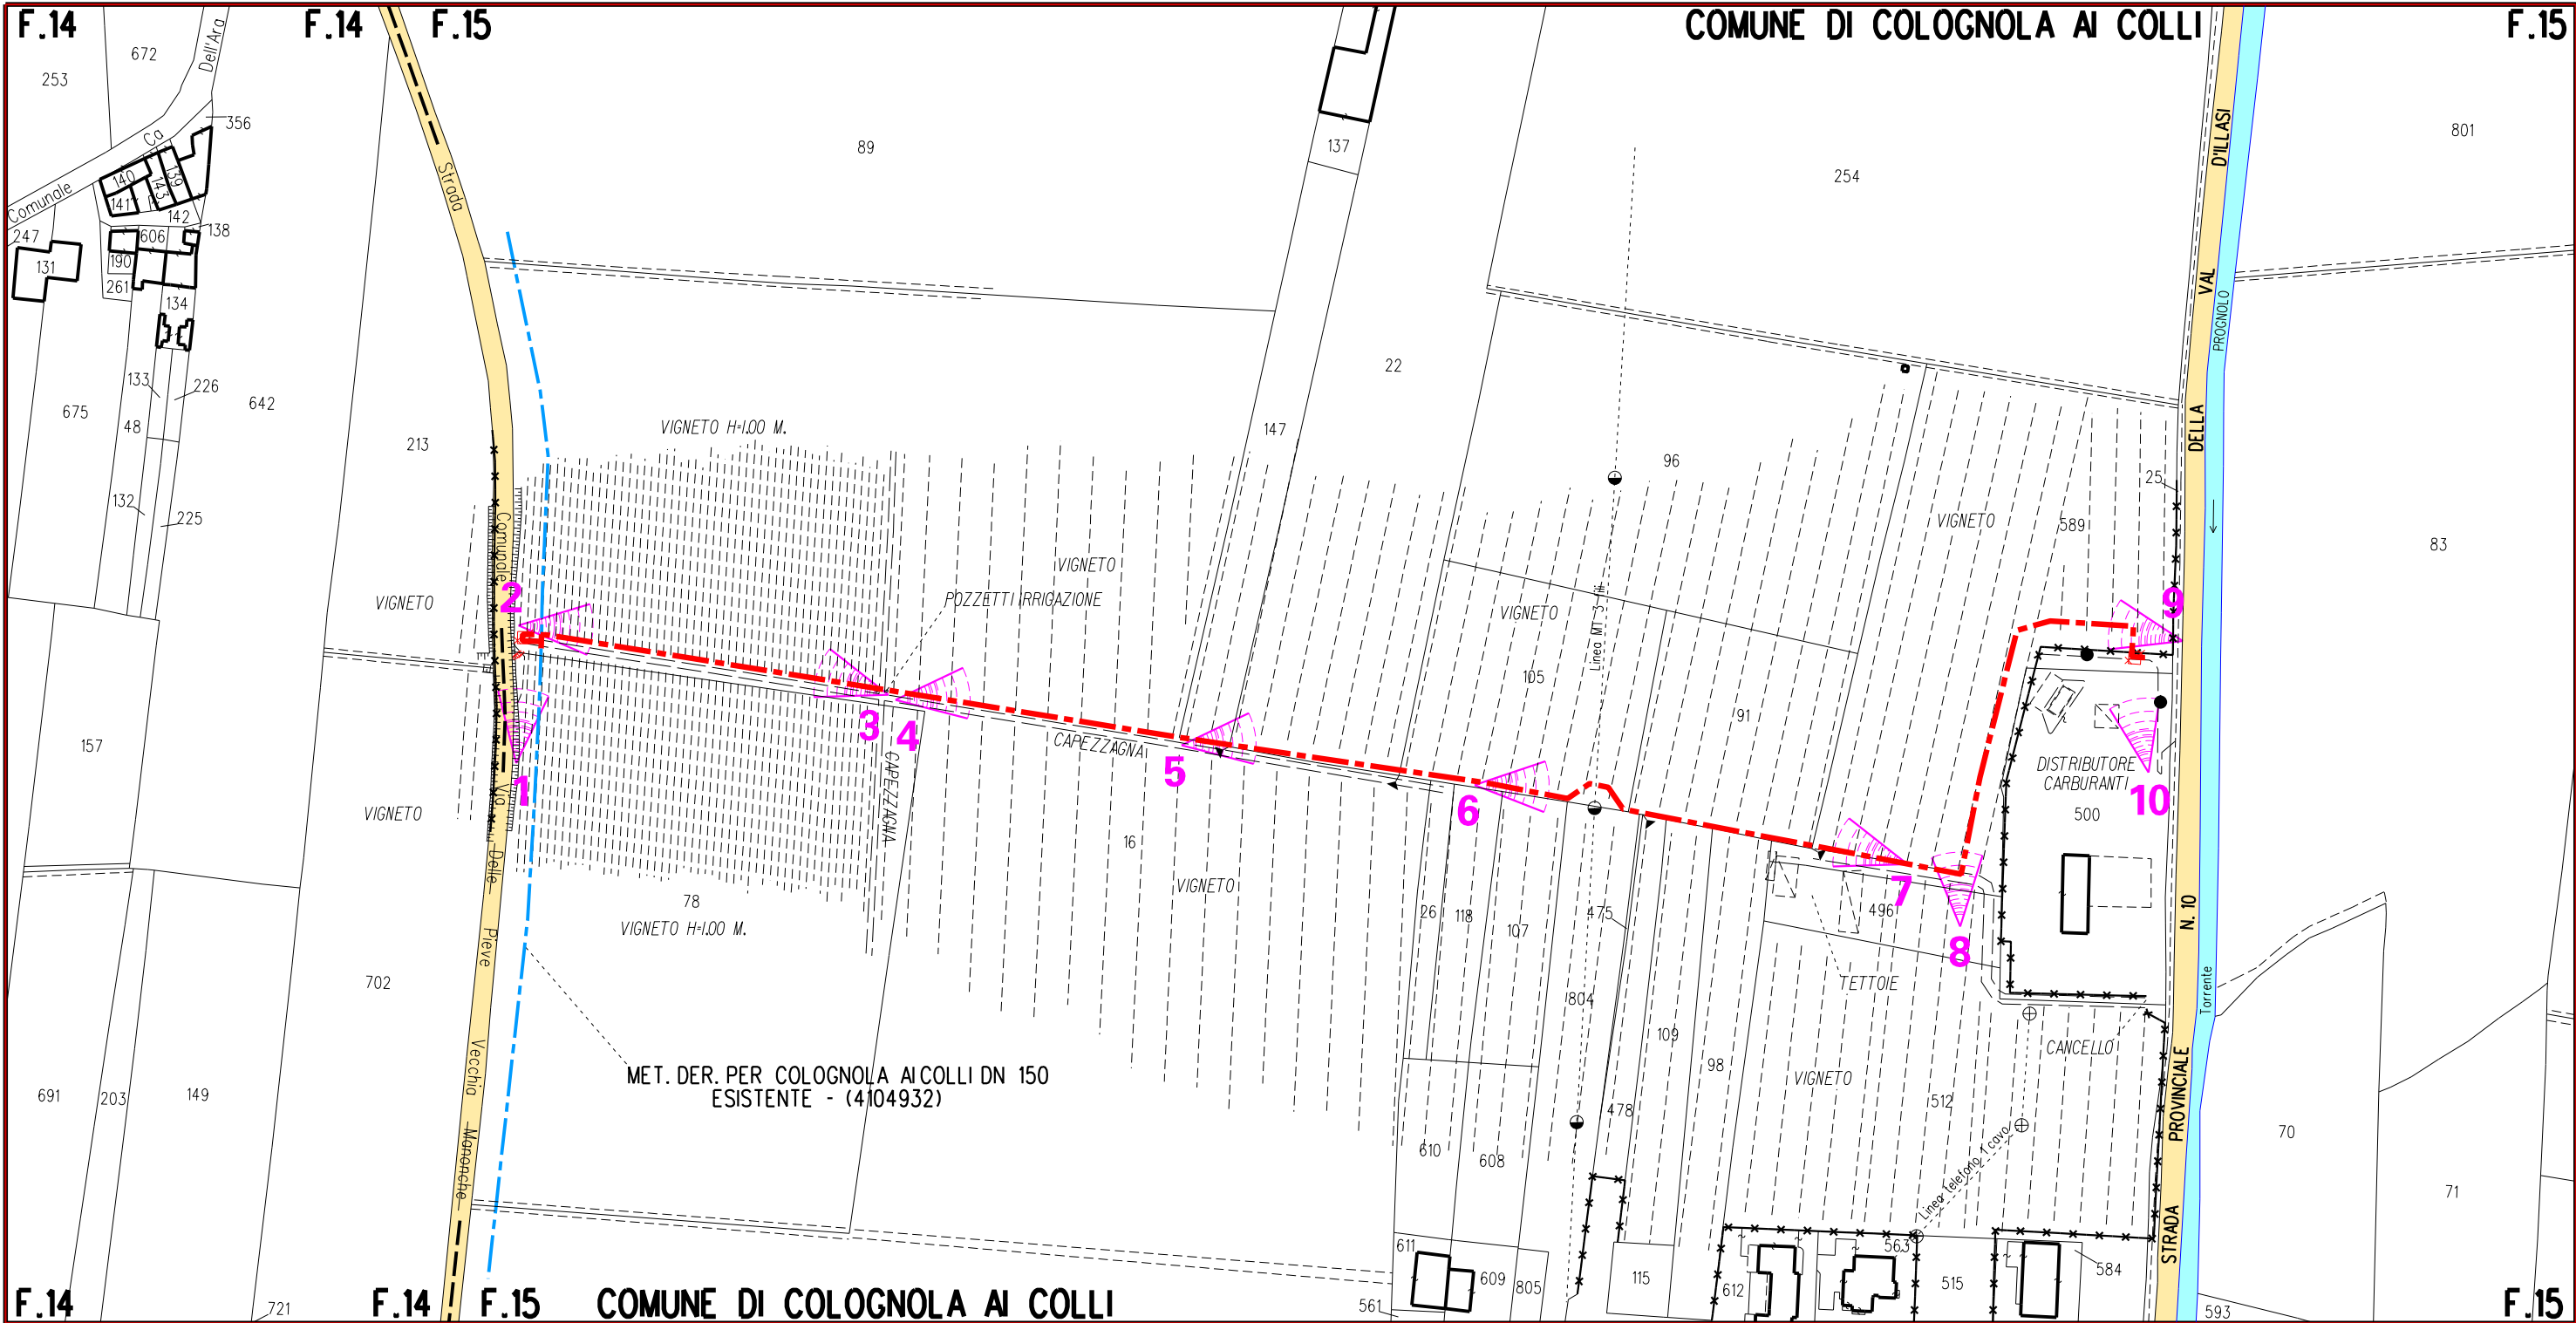 F.14
F.14
F.15
COMUNE DI COLOGNOLA AI COLLI
F.15
253
672
Dell'Ara
Ca
Comunale
356
140
143
139
141
142
138
247
606
131
190
261
134
133
226
48
675
642
132
225
213
Strada
89
137
254
801
D'ILLASI
VAL
PROGNOLO
DELLA
22
147
96
25
VIGNETO H=1.00 M.
VIGNETO
589
83
Comunale
VIGNETO
POZZETTI IRRIGAZIONE
VIGNETO
VIGNETO
Linea MT 3 fili
2
9
105
91
3
4
CAPEZZAGNA
CAPEZZAGNA
5
6
1
157
VIGNETO
Via
Delle
Pieve
Vecchia
MANONCHE
16
VIGNETO
78
VIGNETO H=1.00 M.
DISTRIBUTORE
CARBURANTI
10
500
7
496
8
26
118
107
475
N. 10
702
804
TETTOIE
Torrente
109
98
CANCELLO
VIGNETO
512
MET. DER. PER COLOGNOLA AI COLLI DN 150
ESISTENTE - (4104932)
691
203
149
478
PROVINCIALE
70
610
608
Linea telefono 1 cavo
71
STRADA
611
609
805
115
612
563
515
584
561
593
721
F.14
F.14
F.15
COMUNE DI COLOGNOLA AI COLLI
F.15